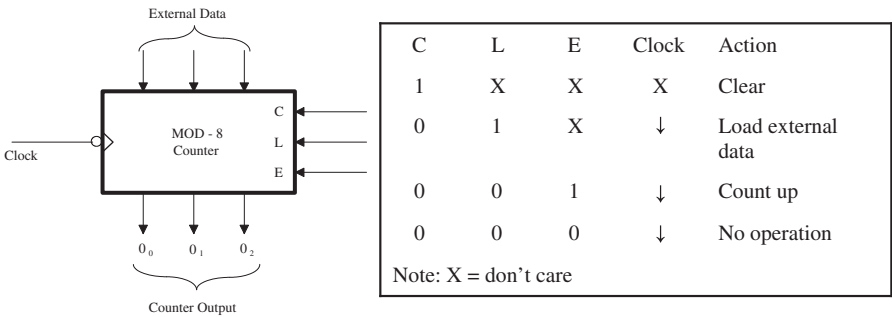 External Data
C
MOD - 8
Counter
L
E
Clock
0₀ 0₁ 0₂
Counter Output
C L E Clock Action
1 X X X Clear
0 1 X ↓ Load external
data
0 0 1 ↓ Count up
0 0 0 ↓ No operation
Note: X = don't care